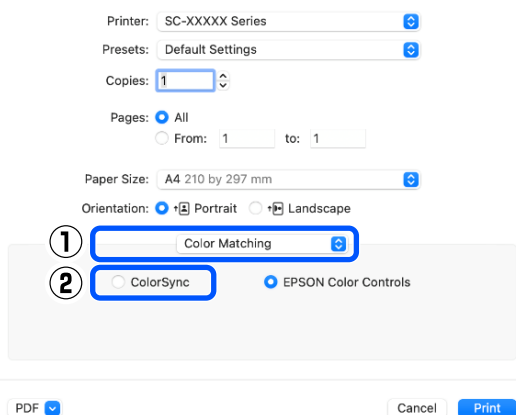 Printer: SC-XXXXX Series
Presets: Default Settings
Copies: 1
Pages: All
From: 1 to: 1
Paper Size: A4 210 by 297 mm
Orientation: Portrait Landscape
1 Color Matching
2 ColorSync EPSON Color Controls
PDF Cancel Print